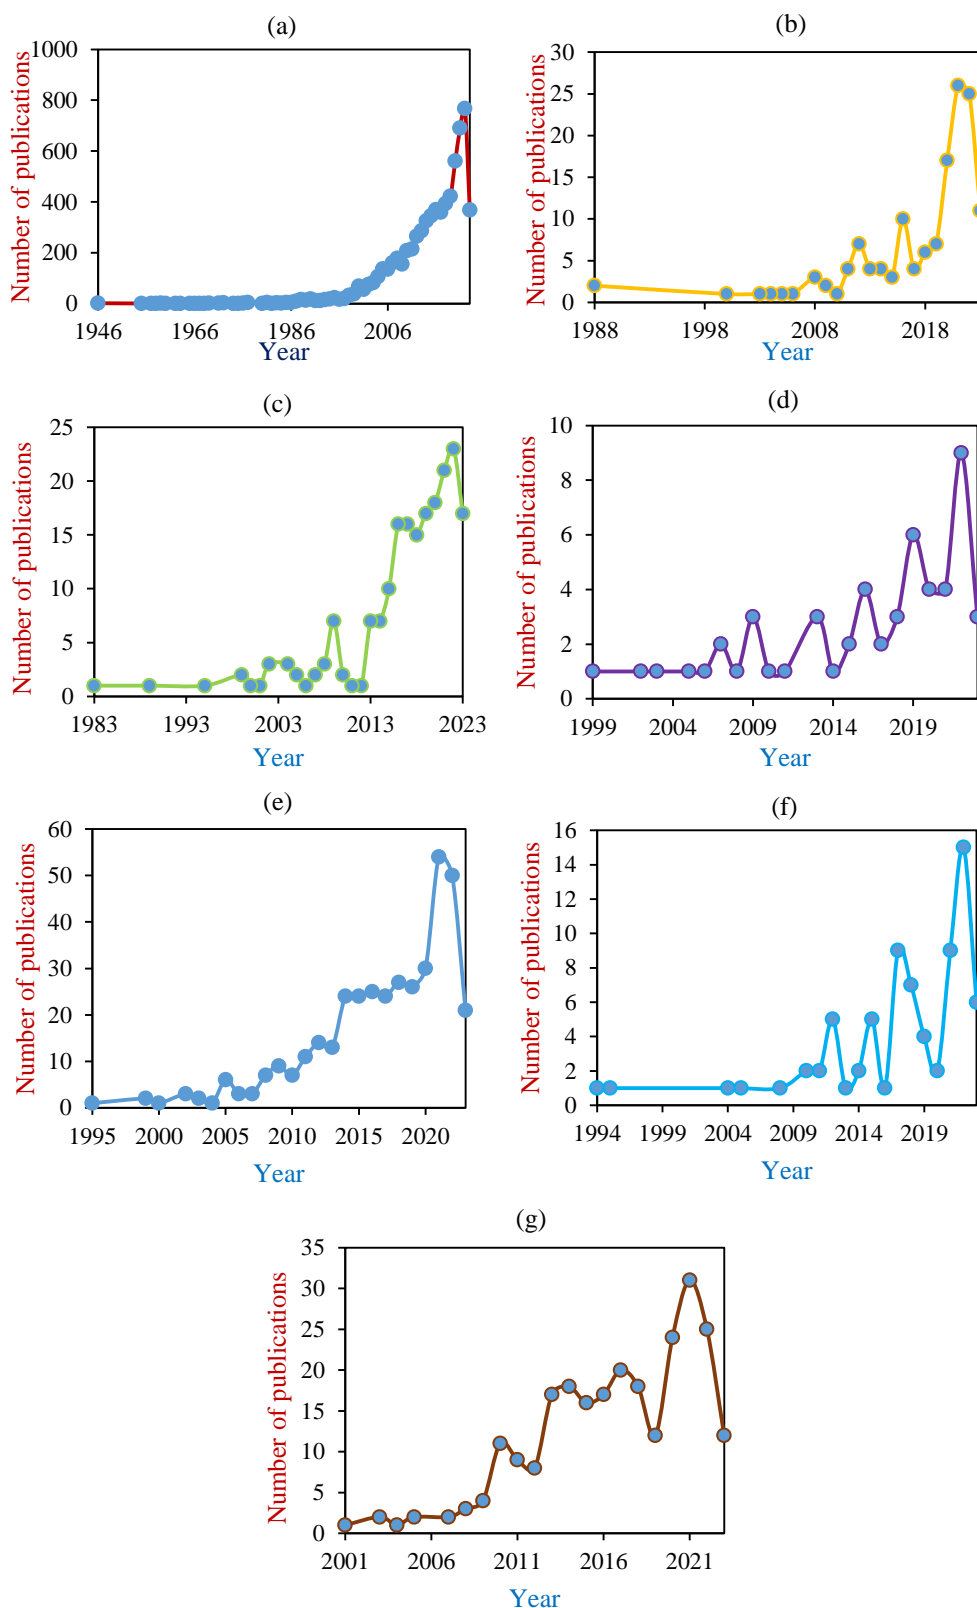 (a)
Number of publications
1000
800
600
400
200
0
1946 1966 1986 2006
Year
(b)
Number of publications
30
25
20
15
10
5
0
1988 1998 2008 2018
Year
(c)
Number of publications
25
20
15
10
5
0
1983 1993 2003 2013 2023
Year
(d)
Number of publications
10
8
6
4
2
0
1999 2004 2009 2014 2019
Year
(e)
Number of publications
60
50
40
30
20
10
0
1995 2000 2005 2010 2015 2020
Year
(f)
Number of publications
16
14
12
10
8
6
4
2
0
1994 1999 2004 2009 2014 2019
Year
(g)
Number of publications
35
30
25
20
15
10
5
0
2001 2006 2011 2016 2021
Year